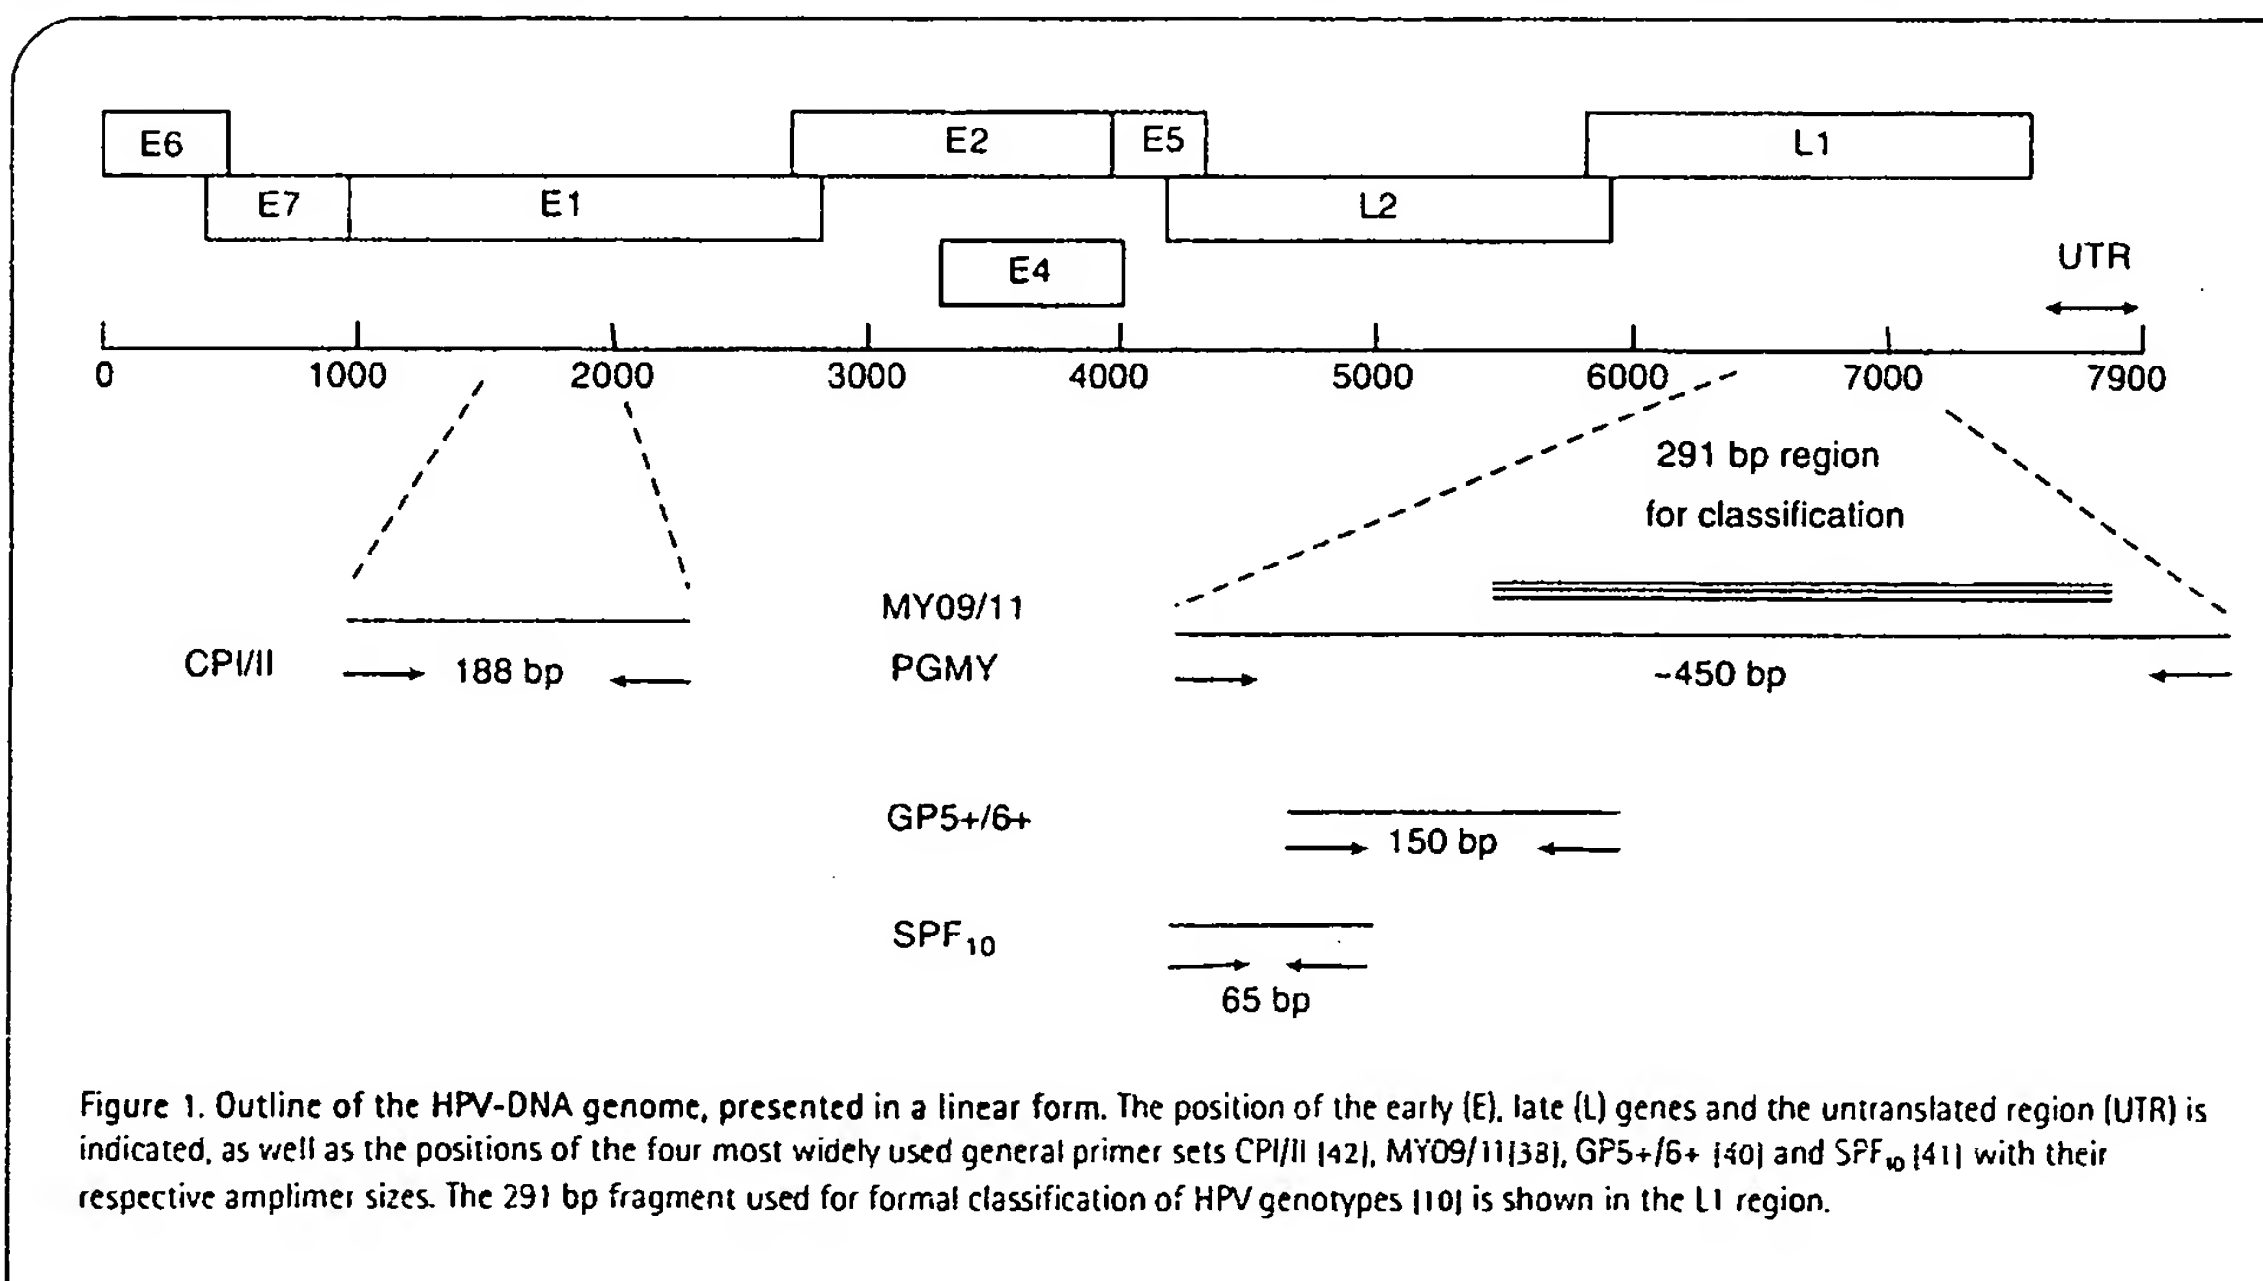 E6 E2 E5 L1
E7 E1 L2
E4
UTR
0 1000 2000 3000 4000 5000 6000 7000 7900
291 bp region
for classification
MY09/11
CPI/II 188 bp PGMY ~450 bp
GP5+/6+
150 bp
SPF10
65 bp
Figure 1. Outline of the HPV-DNA genome, presented in a linear form. The position of the early (E), late (L) genes and the untranslated region (UTR) is
indicated, as well as the positions of the four most widely used general primer sets CPI/II [42], MY09/11[38], GP5+/6+ [40] and SPF10 [41] with their
respective amplimer sizes. The 291 bp fragment used for formal classification of HPV genotypes [10] is shown in the L1 region.